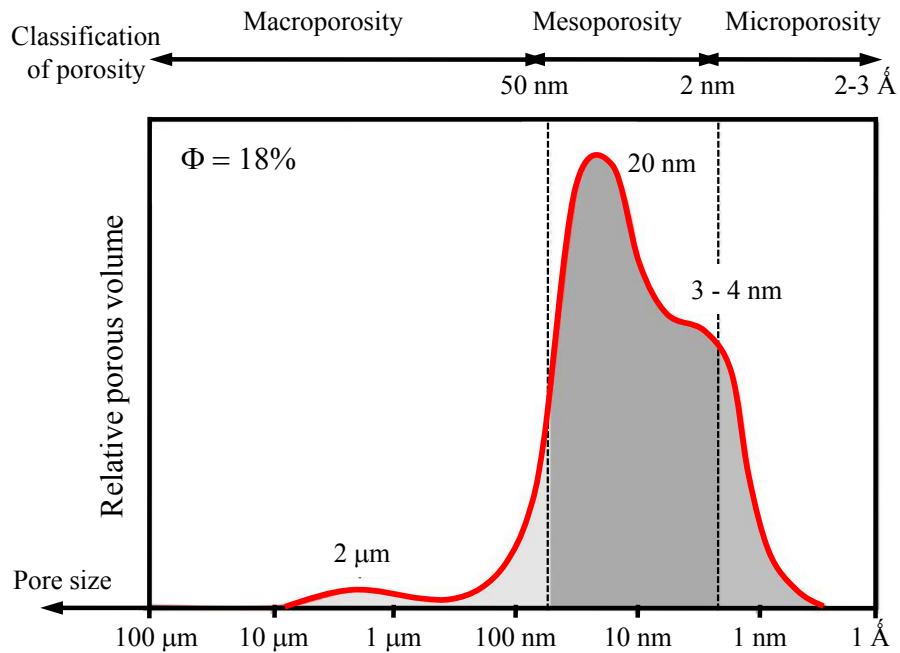 Macroporosity Mesoporosity Microporosity
Classification
of porosity
50 nm 2 nm 2-3 Å
Φ = 18%
20 nm
3 - 4 nm
Relative porous volume
2 μm
Pore size
100 μm 10 μm 1 μm 100 nm 10 nm 1 nm 1 Å